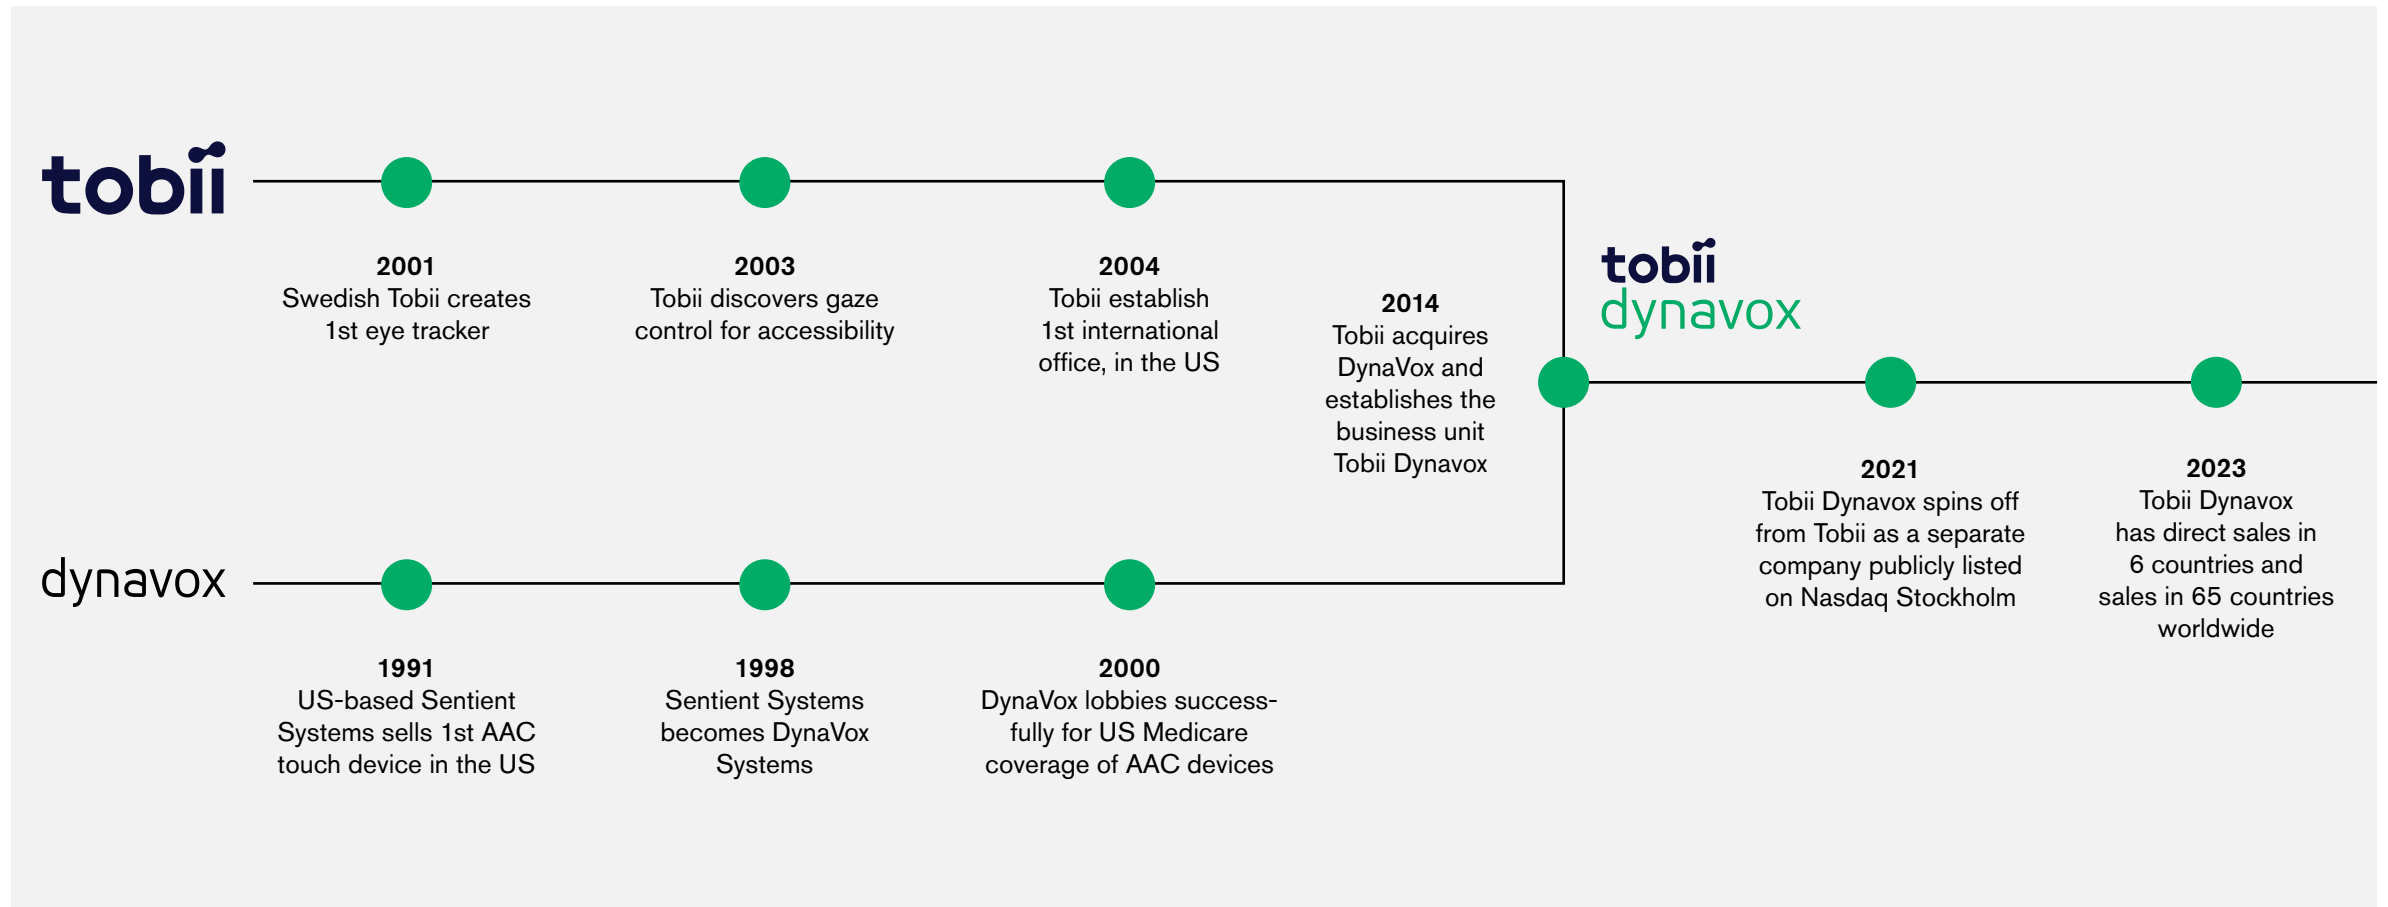 tobii
2001
Swedish Tobii creates
1st eye tracker
2003
Tobii discovers gaze
control for accessibility
2004
Tobii establish
1st international
office, in the US
2014
Tobii acquires
DynaVox and
establishes the
business unit
Tobii Dynavox
tobii
dynavox
2021
Tobii Dynavox spins off
from Tobii as a separate
company publicly listed
on Nasdaq Stockholm
2023
Tobii Dynavox
has direct sales in
6 countries and
sales in 65 countries
worldwide
dynavox
1991
US-based Sentient
Systems sells 1st AAC
touch device in the US
1998
Sentient Systems
becomes DynaVox
Systems
2000
DynaVox lobbies success-
fully for US Medicare
coverage of AAC devices